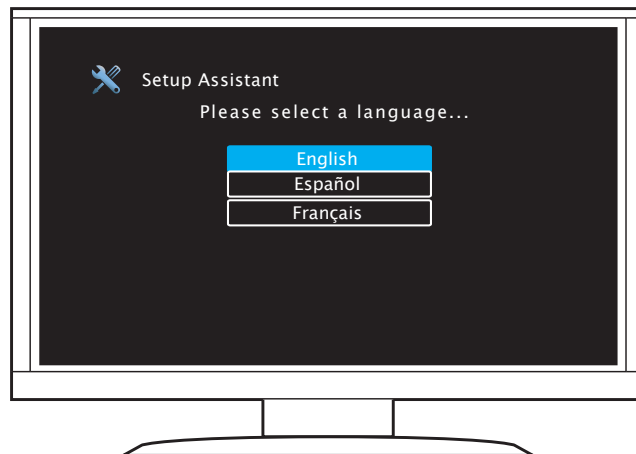 Setup Assistant
Please select a language...
English
Español
Français